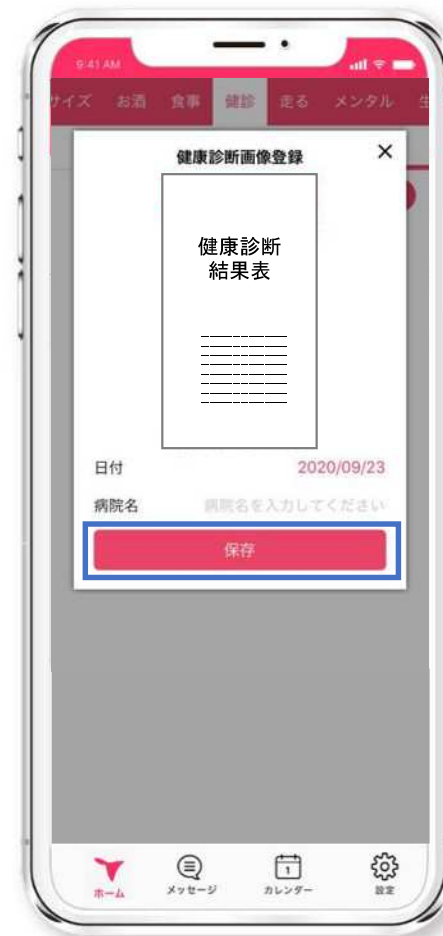 9:41 AM
サイズ お酒 食事 健診 走る メンタル 生
健康診断画像登録 ×
健康診断
結果表
日付 2020/09/23
病院名 病院名を入力してください
保存
1
ホーム メッセージ カレンダー 設定